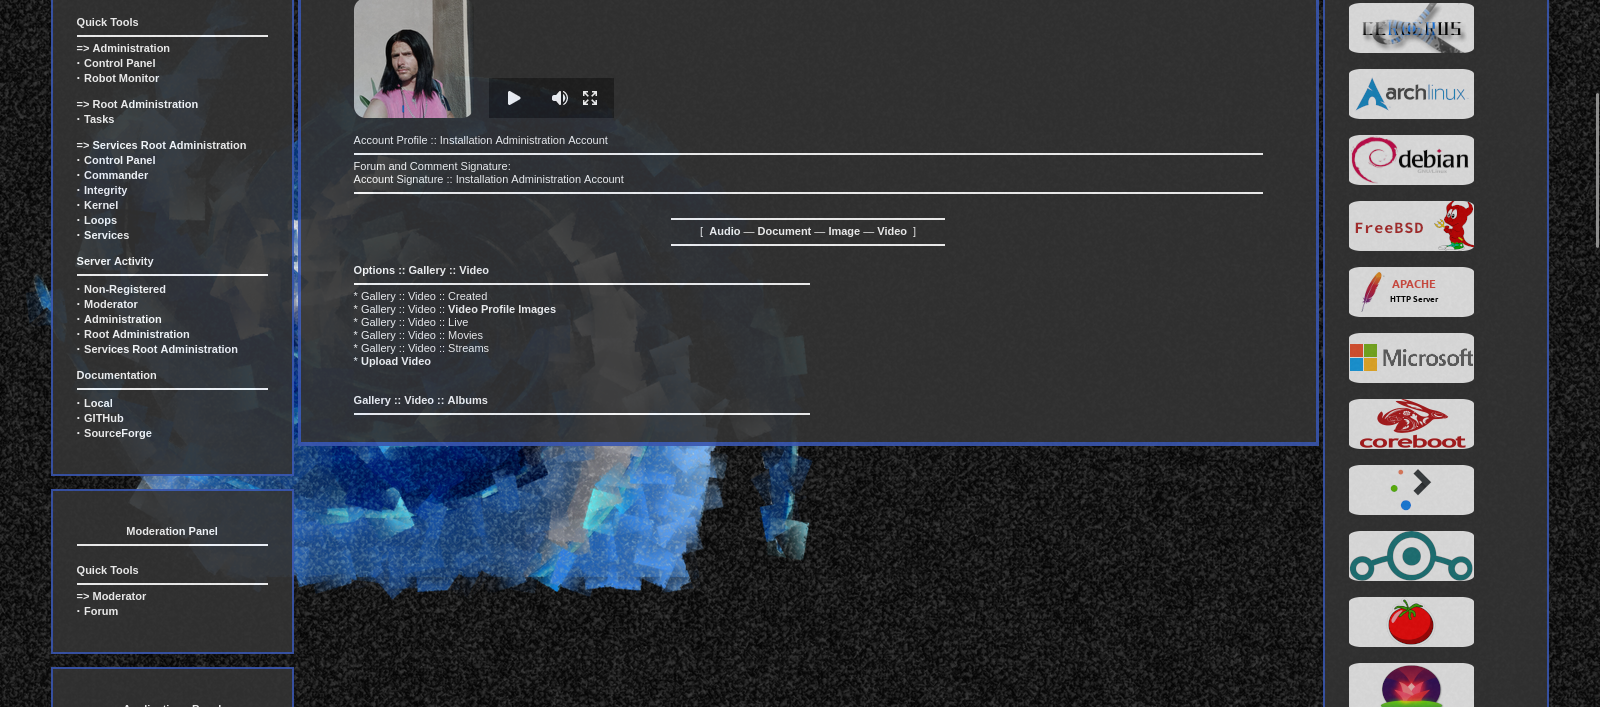 Quick Tools
=> Administration
· Control Panel
· Robot Monitor
=> Root Administration
· Tasks
=> Services Root Administration
· Control Panel
· Commander
· Integrity
· Kernel
· Loops
· Services
Server Activity
· Non-Registered
· Moderator
· Administration
· Root Administration
· Services Root Administration
Documentation
· Local
· GITHub
· SourceForge
Moderation Panel
Quick Tools
=> Moderator
· Forum
Account Profile :: Installation Administration Account
Forum and Comment Signature:
Account Signature :: Installation Administration Account
[ Audio — Document — Image — Video ]
Options :: Gallery :: Video
* Gallery :: Video :: Created
* Gallery :: Video :: Video Profile Images
* Gallery :: Video :: Live
* Gallery :: Video :: Movies
* Gallery :: Video :: Streams
* Upload Video
Gallery :: Video :: Albums
archlinux
debian
FreeBSD
APACHE
HTTP Server
Microsoft
coreboot